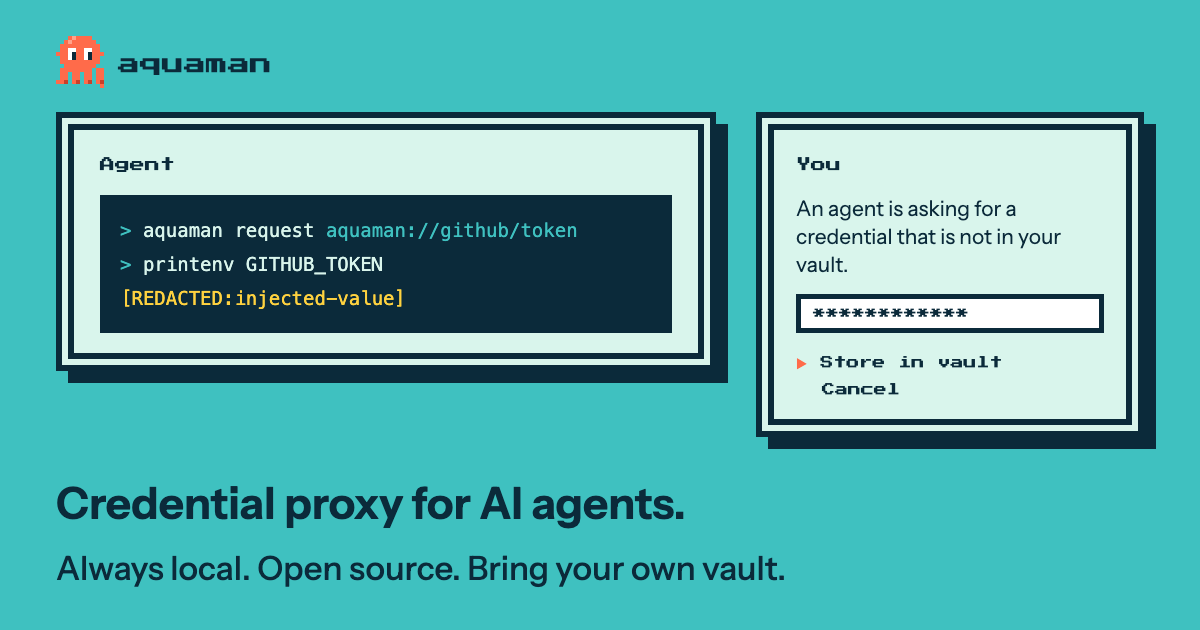 aquaman
Agent
> aquaman request aquaman://github/token
> printenv GITHUB_TOKEN
[REDACTED:injected-value]
You
An agent is asking for a
credential that is not in your
vault.
************
▶ Store in vault
Cancel
Credential proxy for AI agents.
Always local. Open source. Bring your own vault.